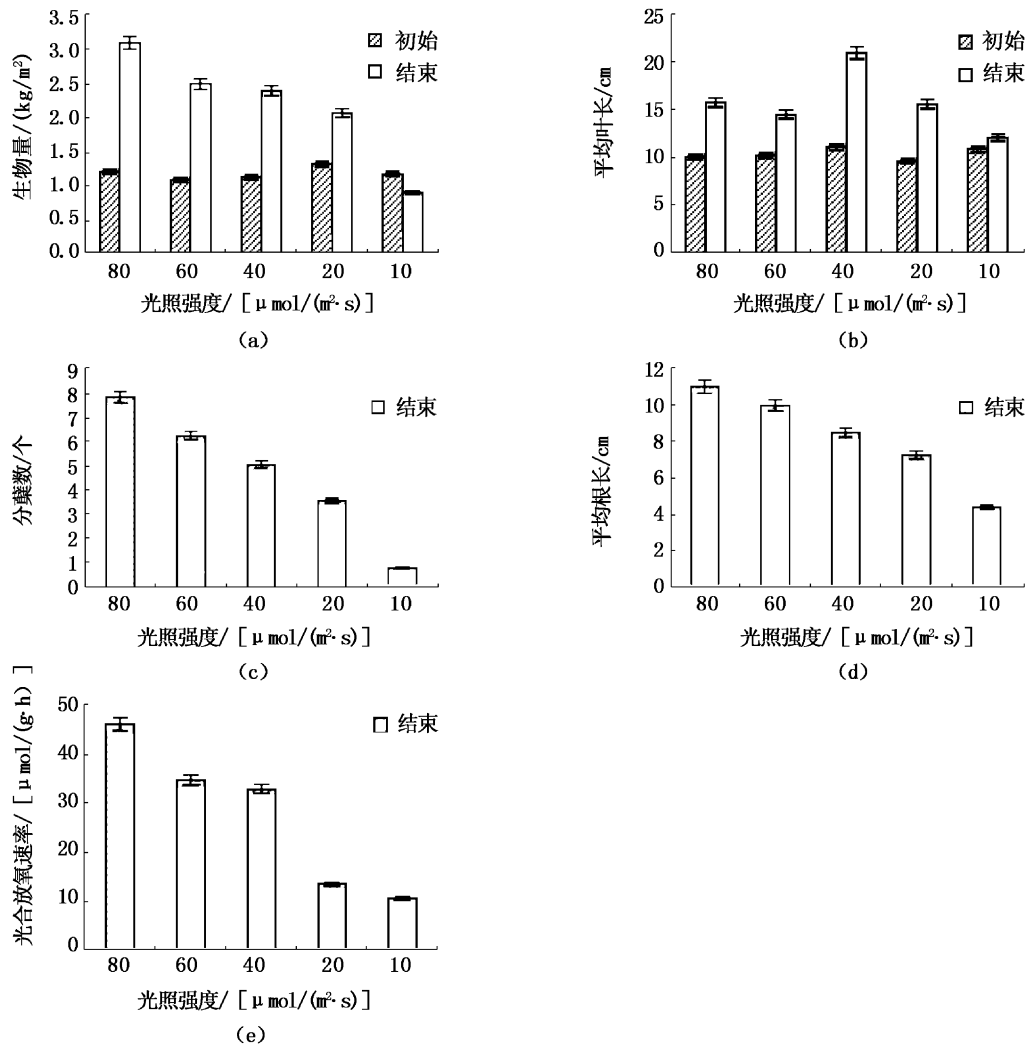 3.5
3.0
2.5
2.0
1.5
1.0
0.5
0.0
生物量/(kg/m²)
初始
结束
80 60 40 20 10
光照强度/[μmol/(m²·s)]
(a)
25
20
15
10
5
0
平均叶长/cm
初始
结束
80 60 40 20 10
光照强度/[μmol/(m²·s)]
(b)
9
8
7
6
5
4
3
2
1
0
分蘖数/个
结束
80 60 40 20 10
光照强度/[μmol/(m²·s)]
(c)
12
10
8
6
4
2
0
平均根长/cm
结束
80 60 40 20 10
光照强度/[μmol/(m²·s)]
(d)
50
40
30
20
10
0
光合放氧速率/[μmol/(g·h)]
结束
80 60 40 20 10
光照强度/[μmol/(m²·s)]
(e)